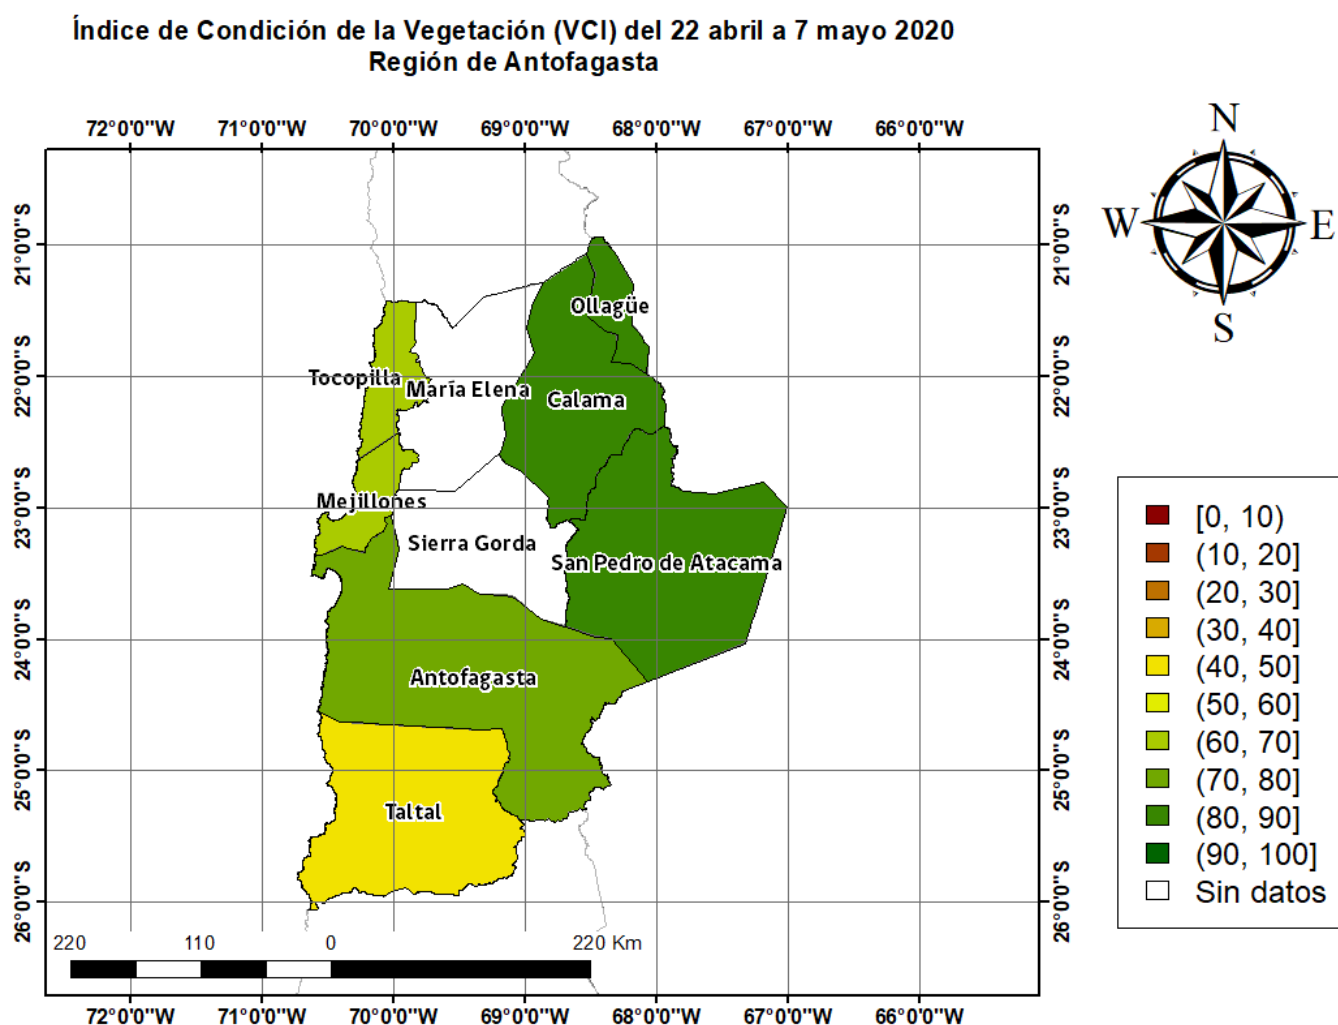 Índice de Condición de la Vegetación (VCI) del 22 abril a 7 mayo 2020
Región de Antofagasta
72°0'0"W 71°0'0"W 70°0'0"W 69°0'0"W 68°0'0"W 67°0'0"W 66°0'0"W
N
W E
S
21°0'0"S 21°0'0"S
Ollagüe
22°0'0"S 22°0'0"S
Tocopilla
María Elena
Calama
23°0'0"S 23°0'0"S
Mejillones
Sierra Gorda
San Pedro de Atacama
24°0'0"S 24°0'0"S
Antofagasta
25°0'0"S 25°0'0"S
Taltal
26°0'0"S 26°0'0"S
220 110 0 220 Km
72°0'0"W 71°0'0"W 70°0'0"W 69°0'0"W 68°0'0"W 67°0'0"W 66°0'0"W
[0, 10)
(10, 20]
(20, 30]
(30, 40]
(40, 50]
(50, 60]
(60, 70]
(70, 80]
(80, 90]
(90, 100]
Sin datos